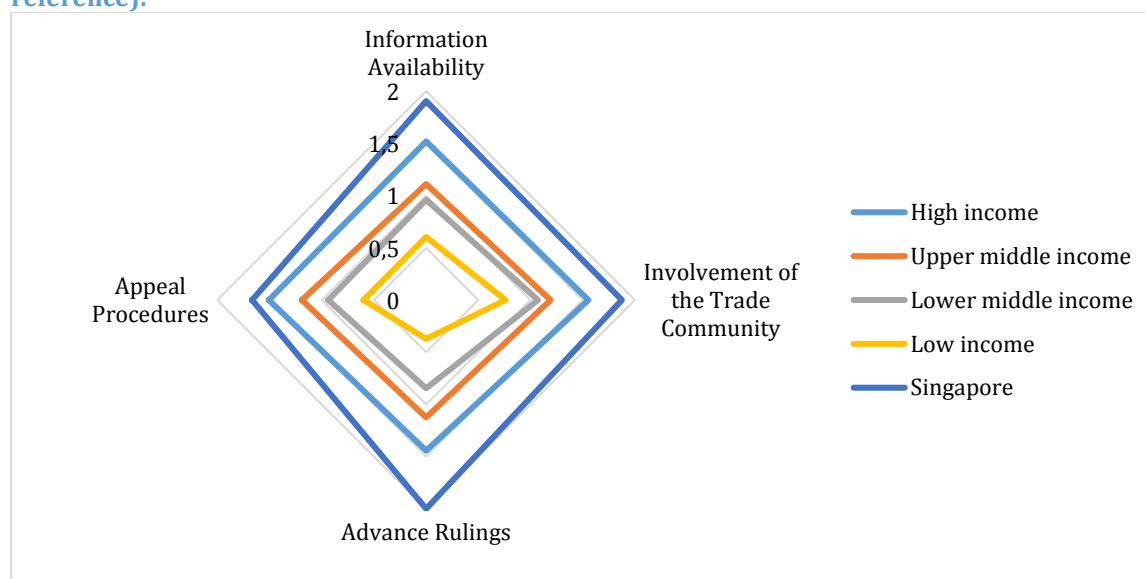 reference).
Information
Availability
2
1,5
1
0,5
0
Appeal
Procedures
Involvement of
the Trade
Community
Advance Rulings
High income
Upper middle income
Lower middle income
Low income
Singapore